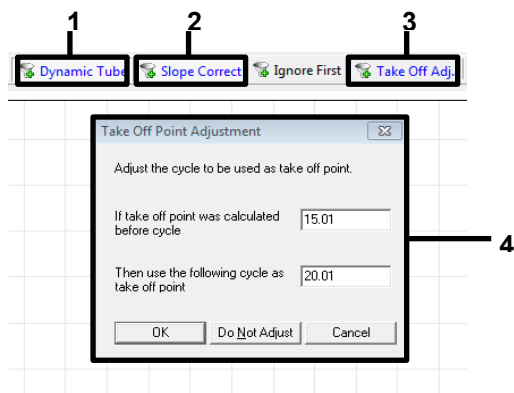 1 2 3
Dynamic Tube Slope Correct Ignore First Take Off Adj.
Take Off Point Adjustment
Adjust the cycle to be used as take off point.
If take off point was calculated 15.01
before cycle
4
Then use the following cycle as 20.01
take off point
OK Do Not Adjust Cancel